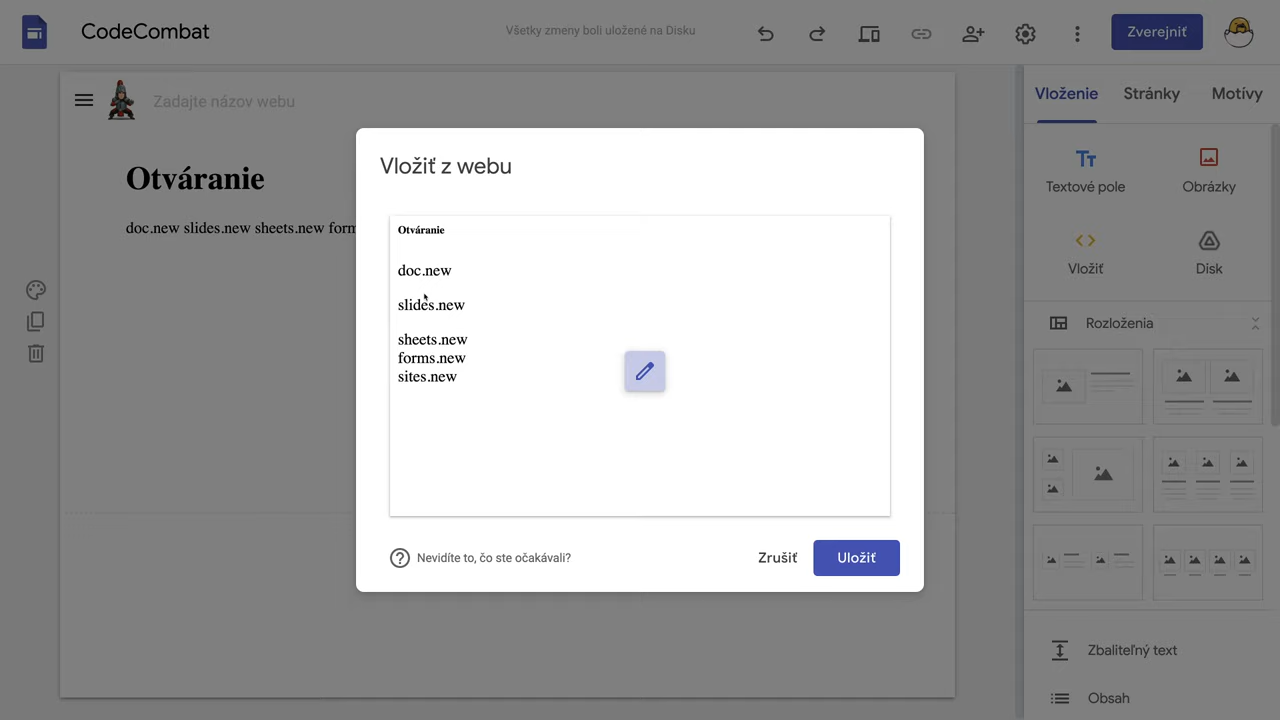 CodeCombat
Všetky zmeny boli uložené na Disku
Zverejniť
Zadajte názov webu
Otváranie
doc.new slides.new sheets.new form
Vložiť z webu
Otváranie
doc.new
slides.new
sheets.new
forms.new
sites.new
Nevidíte to, čo ste očakávali?
Zrušiť
Uložiť
Vloženie
Stránky
Motívy
Textové pole
Obrázky
Vložiť
Disk
Rozloženia
Zbaliteľný text
Obsah